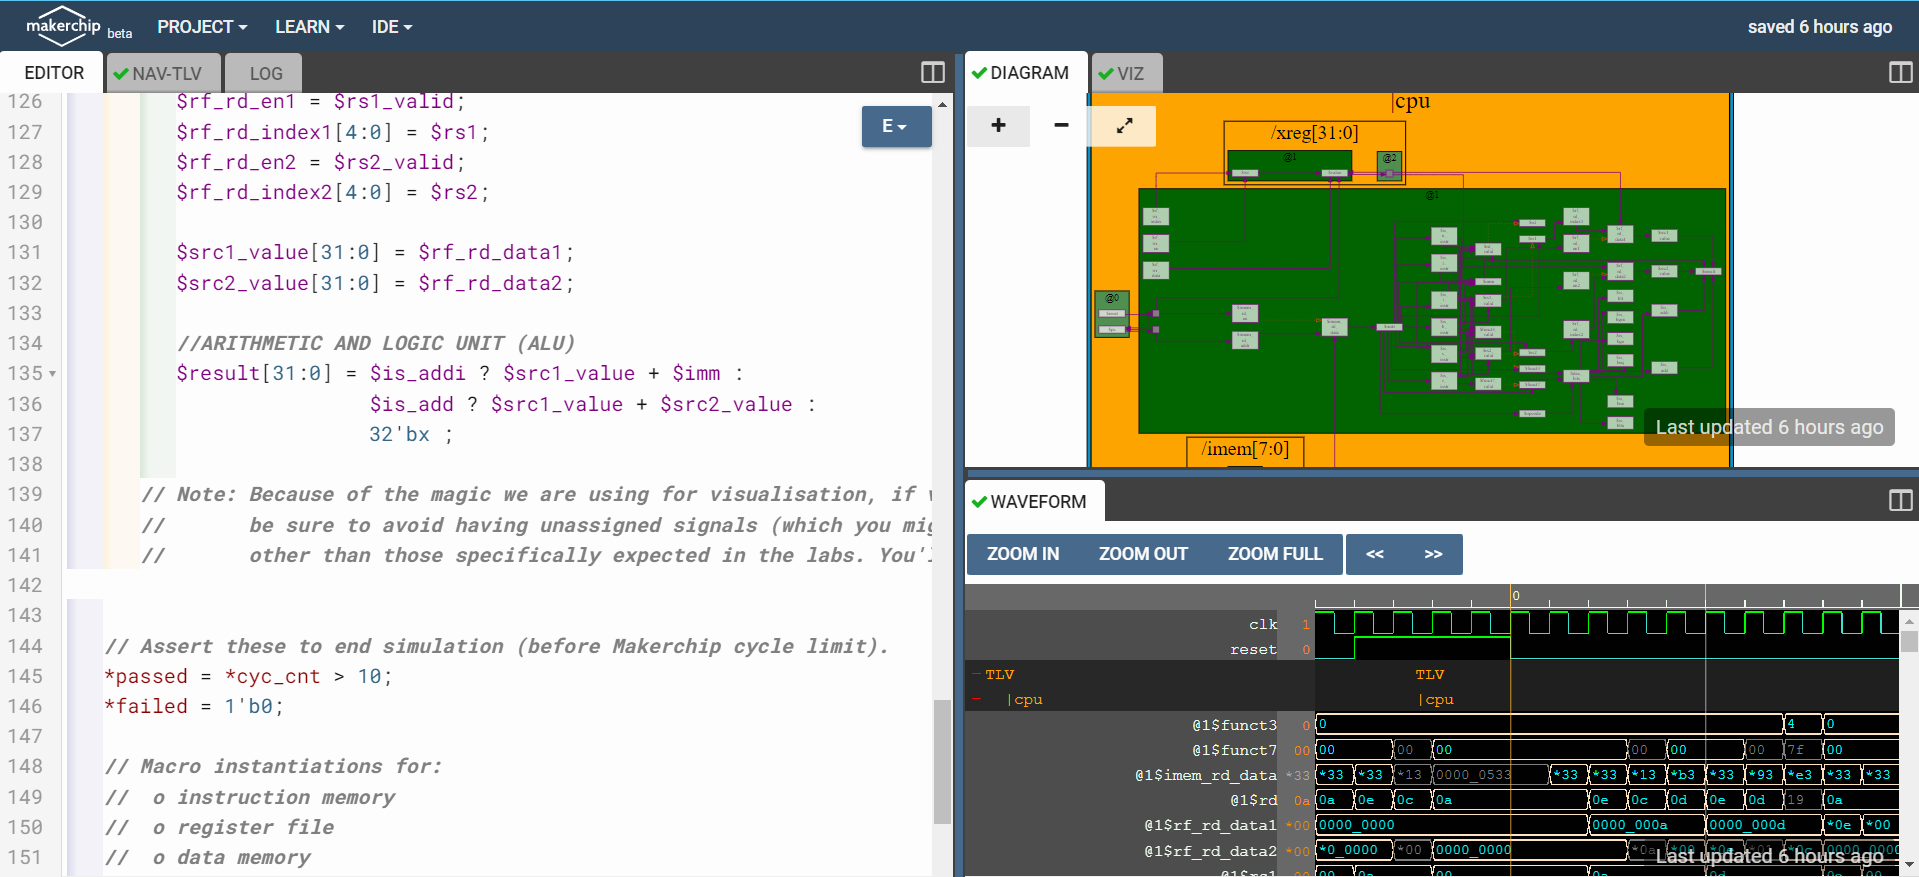 makerchip beta PROJECT LEARN IDE saved 6 hours ago
EDITOR NAV-TLV LOG
126 $rf_rd_en1 = $rs1_valid;
127 $rf_rd_index1[4:0] = $rs1;
128 $rf_rd_en2 = $rs2_valid;
129 $rf_rd_index2[4:0] = $rs2;
130
131 $src1_value[31:0] = $rf_rd_data1;
132 $src2_value[31:0] = $rf_rd_data2;
133
134 //ARITHMETIC AND LOGIC UNIT (ALU)
135 $result[31:0] = $is_addi ? $src1_value + $imm :
136 $is_add ? $src1_value + $src2_value :
137 32'bx ;
138
139 // Note: Because of the magic we are using for visualisation, if
140 // be sure to avoid having unassigned signals (which you mig
141 // other than those specifically expected in the labs. You'
142
143
144 // Assert these to end simulation (before Makerchip cycle limit).
145 *passed = *cyc_cnt > 10;
146 *failed = 1'b0;
147
148 // Macro instantiations for:
149 // o instruction memory
150 // o register file
151 // o data memory
E
DIAGRAM VIZ
+ −
|cpu
/xreg[31:0]
@1 @2
@1
@0
/imem[7:0]
Last updated 6 hours ago
WAVEFORM
ZOOM IN ZOOM OUT ZOOM FULL << >>
0
clk 1
reset 0
TLV TLV
|cpu |cpu
@1$funct3 0 0 4 0
@1$funct7 00 00 00 00 00 00 00 7f 00
@1$imem_rd_data *33 *33 *33 *13 0000_0533 *33 *33 *13 *b3 *33 *93 *e3 *33 *33
@1$rd 0a 0a 0e 0c 0a 0e 0c 0d 0e 0d 19 0a
@1$rf_rd_data1 *00 0000_0000 0000_000a 0000_000d *0e *00
@1$rf_rd_data2 *00 *0_0000 *00 0000_0000
Last updated 6 hours ago